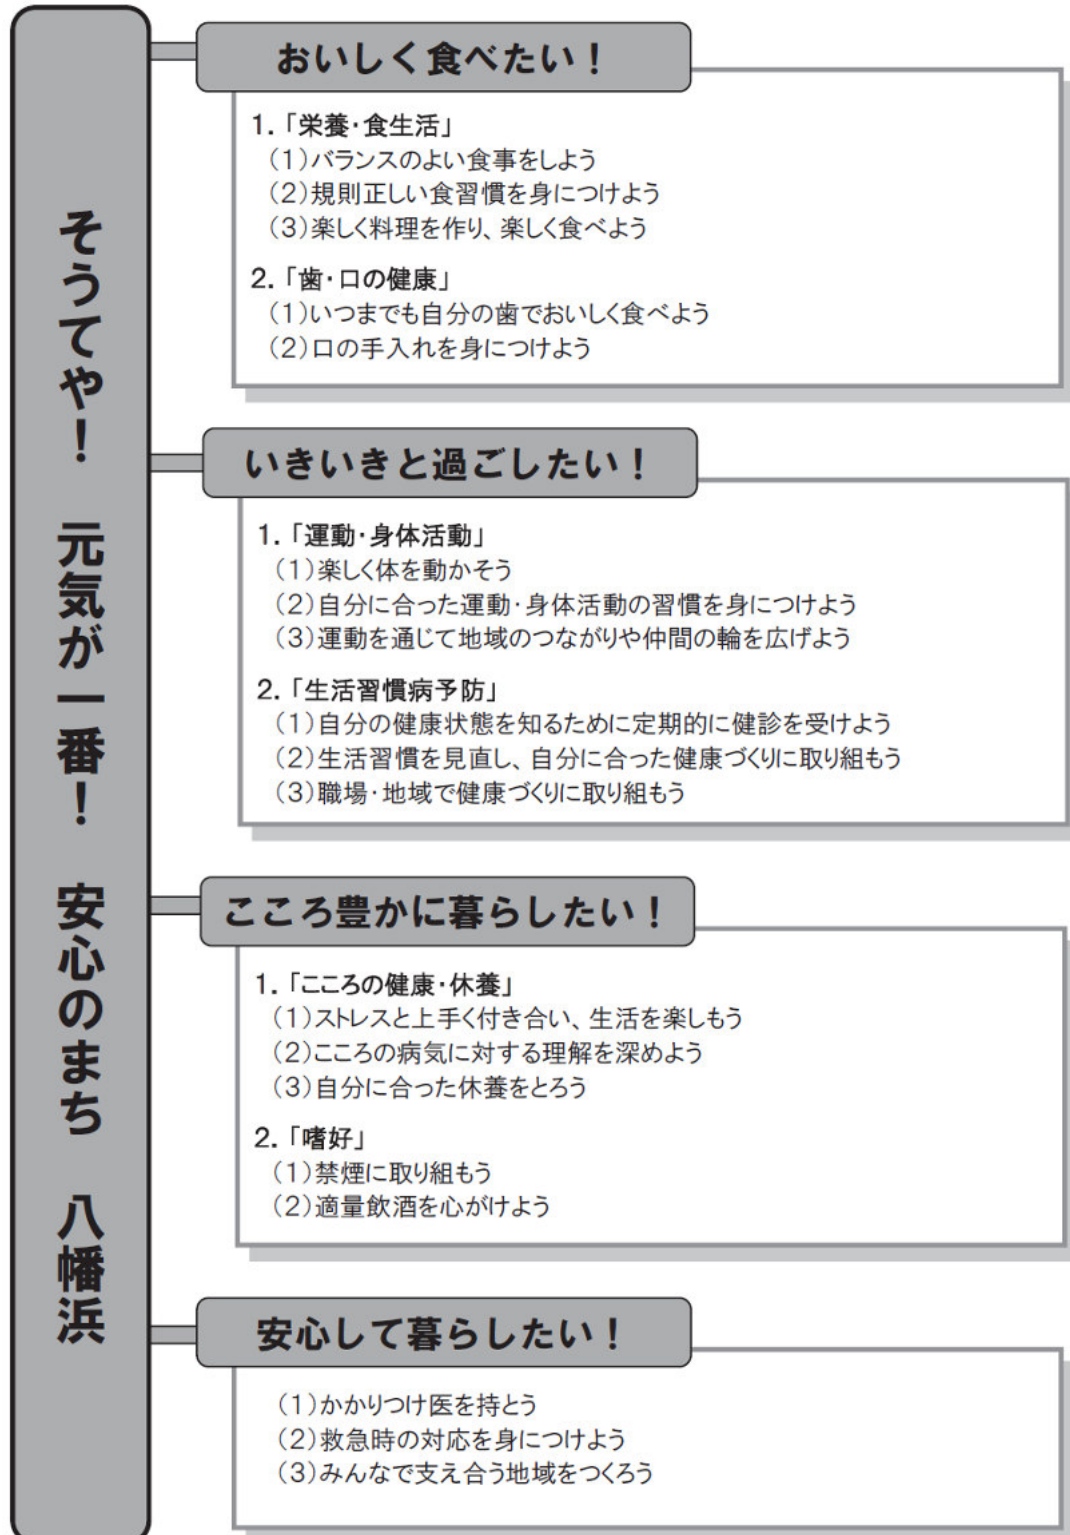 そうてや！　元気が一番！　安心のまち　八幡浜
おいしく食べたい！
1．「栄養・食生活」
（1）バランスのよい食事をしよう
（2）規則正しい食習慣を身につけよう
（3）楽しく料理を作り、楽しく食べよう
2．「歯・口の健康」
（1）いつまでも自分の歯でおいしく食べよう
（2）口の手入れを身につけよう
いきいきと過ごしたい！
1．「運動・身体活動」
（1）楽しく体を動かそう
（2）自分に合った運動・身体活動の習慣を身につけよう
（3）運動を通じて地域のつながりや仲間の輪を広げよう
2．「生活習慣病予防」
（1）自分の健康状態を知るために定期的に健診を受けよう
（2）生活習慣を見直し、自分に合った健康づくりに取り組もう
（3）職場・地域で健康づくりに取り組もう
こころ豊かに暮らしたい！
1．「こころの健康・休養」
（1）ストレスと上手く付き合い、生活を楽しもう
（2）こころの病気に対する理解を深めよう
（3）自分に合った休養をとろう
2．「嗜好」
（1）禁煙に取り組もう
（2）適量飲酒を心がけよう
安心して暮らしたい！
（1）かかりつけ医を持とう
（2）救急時の対応を身につけよう
（3）みんなで支え合う地域をつくろう